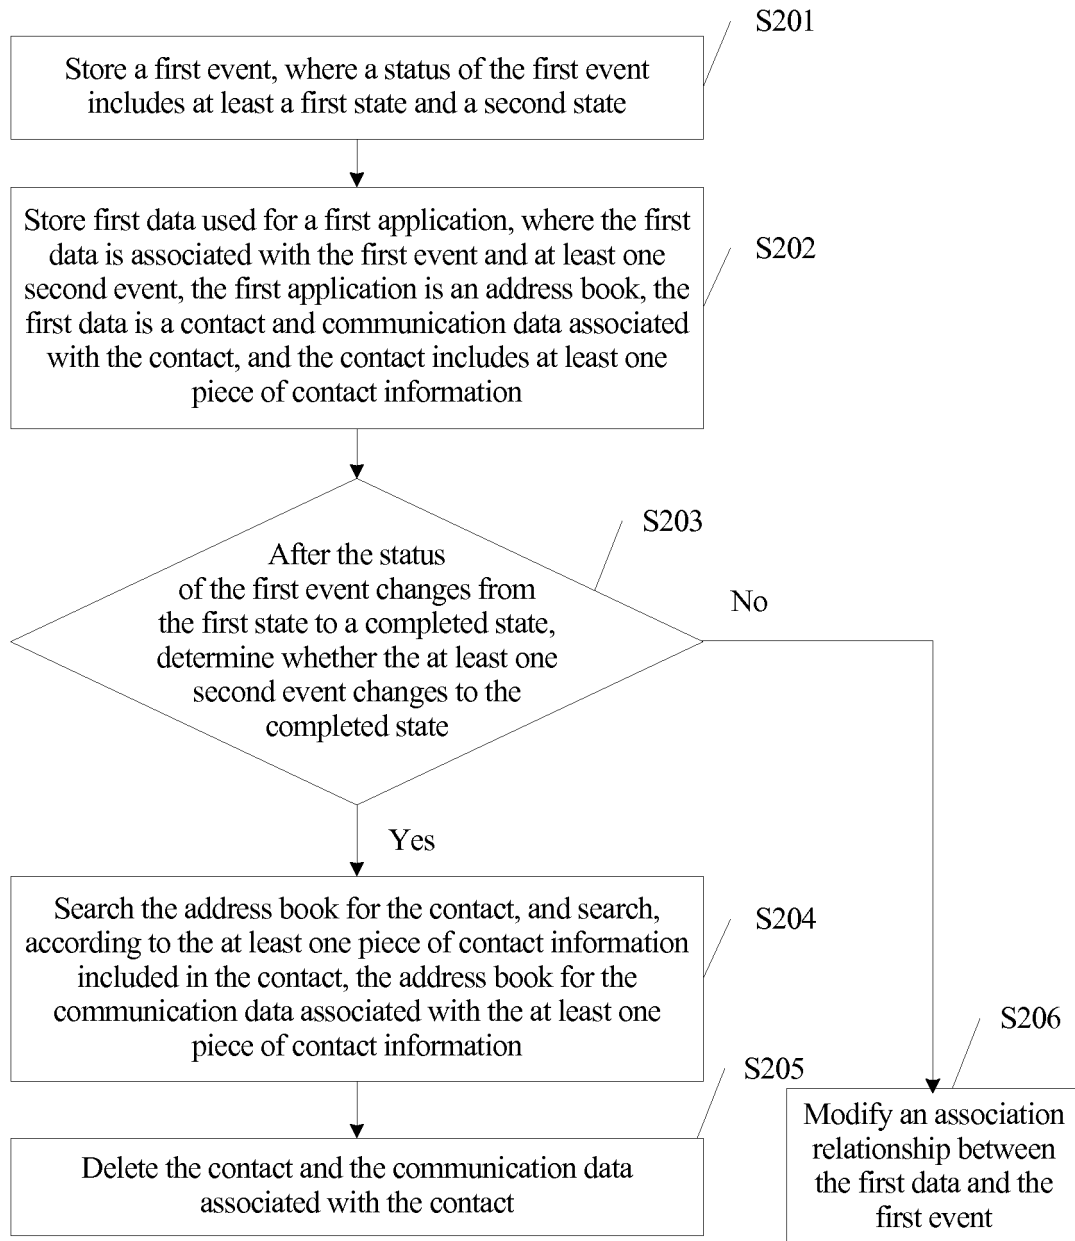 S201
Store a first event, where a status of the first event
includes at least a first state and a second state
Store first data used for a first application, where the first
data is associated with the first event and at least one
second event, the first application is an address book, the
first data is a contact and communication data associated
with the contact, and the contact includes at least one
piece of contact information
S202
S203
After the status
of the first event changes from
the first state to a completed state,
determine whether the at least one
second event changes to the
completed state
No
Yes
Search the address book for the contact, and search,
according to the at least one piece of contact information
included in the contact, the address book for the
communication data associated with the at least one
piece of contact information
S204
S205
Delete the contact and the communication data
associated with the contact
S206
Modify an association
relationship between
the first data and the
first event